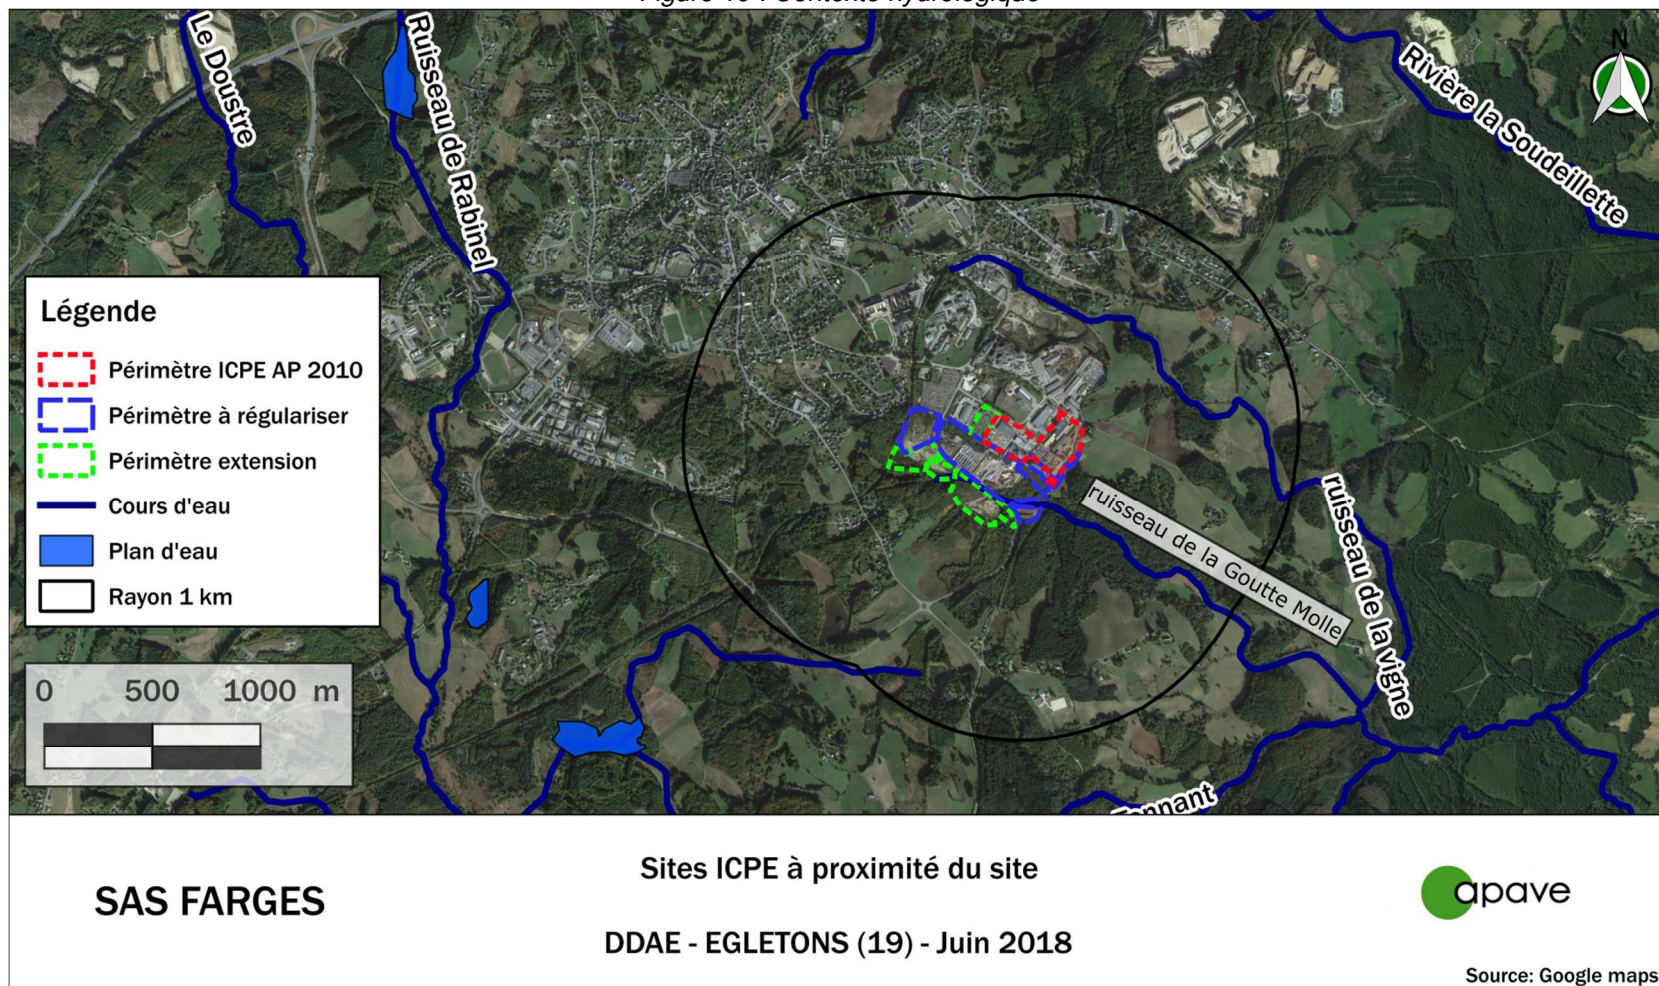 Le Doustre
Ruisseau de Rabinel
N
Rivière la Soudeillette
Légende
Périmètre ICPE AP 2010
Périmètre à régulariser
Périmètre extension
Cours d'eau
Plan d'eau
Rayon 1 km
ruisseau de la Goutte Molle
ruisseau de la vigne
0 500 1000 m
SAS FARGES
Sites ICPE à proximité du site
DDAE - EGLETONS (19) - Juin 2018
apave
Source: Google maps